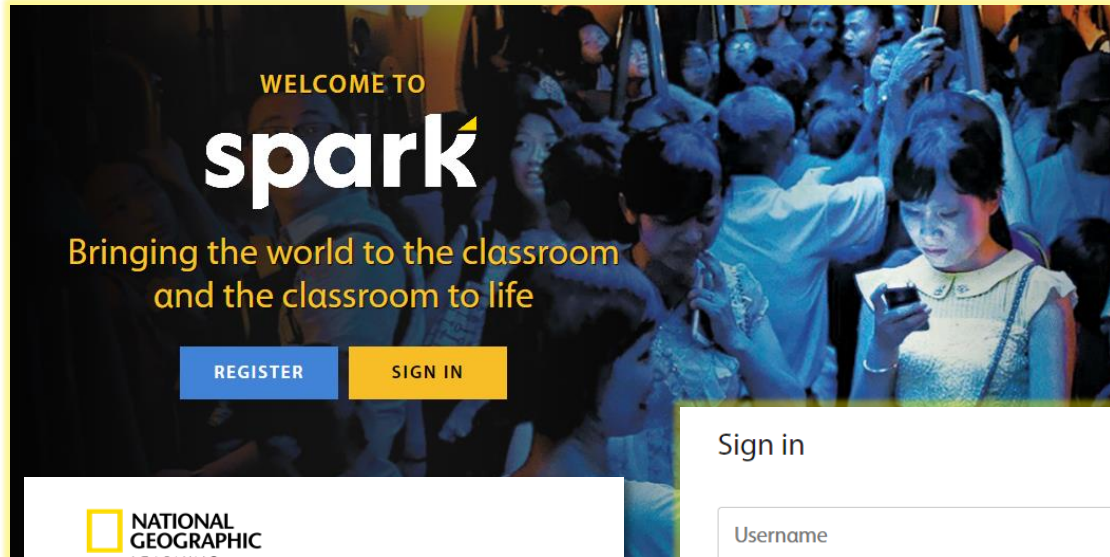 WELCOME TO
spark
Bringing the world to the classroom
and the classroom to life
REGISTER
SIGN IN
Sign in
NATIONAL
GEOGRAPHIC
Username